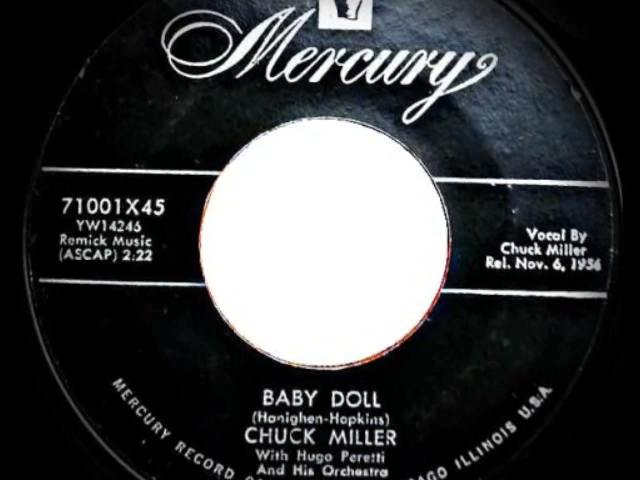 Mercury
71001X45
YW14246
Remick Music
(ASCAP) 2:22
Vocal By
Chuck Miller
Rel. Nov. 6, 1956
BABY DOLL
(Hanighen-Hopkins)
CHUCK MILLER
With Hugo Peretti
And His Orchestra
MERCURY RECORD ILLINOIS U.S.A